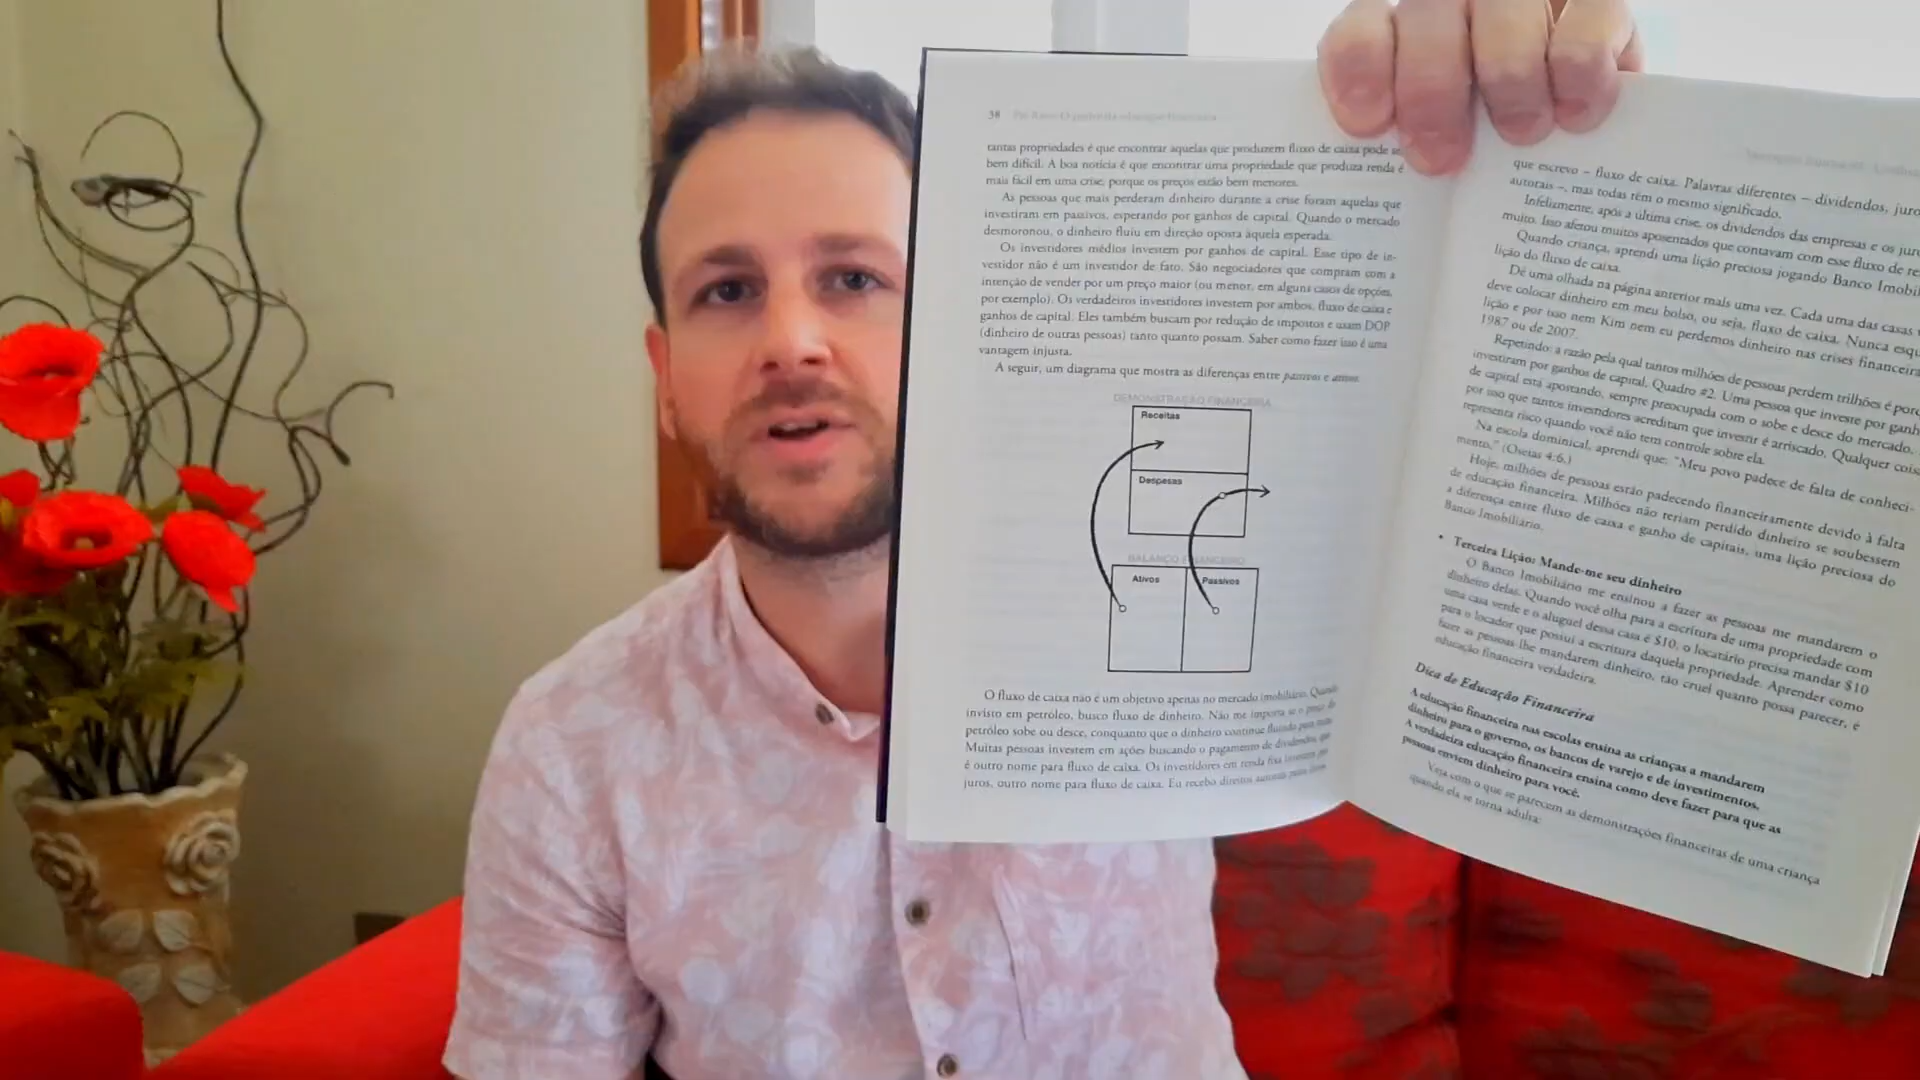 38 Pai Rico: O poder da educação financeira
tantas propriedades é que encontrar aquelas que produzem fluxo de caixa pode se
bem difícil. A boa notícia é que encontrar uma propriedade que produza renda é
mais fácil em uma crise, porque os preços estão bem menores.
As pessoas que mais perderam dinheiro durante a crise foram aquelas que
investiram em passivos, esperando por ganhos de capital. Quando o mercado
desmoronou, o dinheiro fluiu em direção oposta àquela esperada.
Os investidores médios investem por ganhos de capital. Esse tipo de in-
vestidor não é um investidor de fato. São negociadores que compram com a
intenção de vender por um preço maior (ou menor, em alguns casos de opções,
por exemplo). Os verdadeiros investidores investem por ambos, fluxo de caixa e
ganhos de capital. Eles também buscam por redução de impostos e usam DOP
(dinheiro de outras pessoas) tanto quanto possam. Saber como fazer isso é uma
vantagem injusta.
A seguir, um diagrama que mostra as diferenças entre passivos e ativos.
DEMONSTRAÇÃO FINANCEIRA
Receitas
Despesas
BALANÇO FINANCEIRO
Ativos
Passivos
O fluxo de caixa não é um objetivo apenas no mercado imobiliário. Quando
invisto em petróleo, busco fluxo de dinheiro. Não me importa se o preço do
petróleo sobe ou desce, conquanto que o dinheiro continue fluindo para mim.
Muitas pessoas investem em ações buscando o pagamento de dividendos, que
é outro nome para fluxo de caixa. Os investidores em renda fixa investem por
juros, outro nome para fluxo de caixa. Eu recebo direitos autorais
que escrevo – fluxo de caixa. Palavras diferentes – dividendos, juro
autorais –, mas todas têm o mesmo significado.
Infelizmente, após a última crise, os dividendos das empresas e os jur
muito. Isso afetou muitos aposentados que contavam com esse fluxo de re
Quando criança, aprendi uma lição preciosa jogando Banco Imobil
lição do fluxo de caixa.
Dê uma olhada na página anterior mais uma vez. Cada uma das casas v
deve colocar dinheiro em meu bolso, ou seja, fluxo de caixa. Nunca esqu
lição e por isso nem Kim nem eu perdemos dinheiro nas crises financeira
1987 ou de 2007.
Repetindo: a razão pela qual tantos milhões de pessoas perdem trilhões é porq
investiram por ganhos de capital. Quadro #2. Uma pessoa que investe por ganh
de capital está apostando, sempre preocupada com o sobe e desce do mercado,
por isso que tantos investidores acreditam que investir é arriscado. Qualquer cois
representa risco quando você não tem controle sobre ela.
Na escola dominical, aprendi que: "Meu povo padece de falta de conheci-
mento." (Oseias 4:6.)
Hoje, milhões de pessoas estão padecendo financeiramente devido à falta
de educação financeira. Milhões não teriam perdido dinheiro se soubessem
a diferença entre fluxo de caixa e ganho de capitais, uma lição preciosa do
Banco Imobiliário.
• Terceira Lição: Mande-me seu dinheiro
O Banco Imobiliário me ensinou a fazer as pessoas me mandarem o
dinheiro delas. Quando você olha para a escritura de uma propriedade com
uma casa verde e o aluguel dessa casa é $10, o locatário precisa mandar $10
para o locador que possui a escritura daquela propriedade. Aprender como
fazer as pessoas lhe mandarem dinheiro, tão cruel quanto possa parecer, é
educação financeira verdadeira.
Dica de Educação Financeira
A educação financeira nas escolas ensina as crianças a mandarem
dinheiro para o governo, os bancos de varejo e de investimentos.
A verdadeira educação financeira ensina como deve fazer para que as
pessoas enviem dinheiro para você.
Veja com o que se parecem as demonstrações financeiras de uma criança
quando ela se torna adulta: